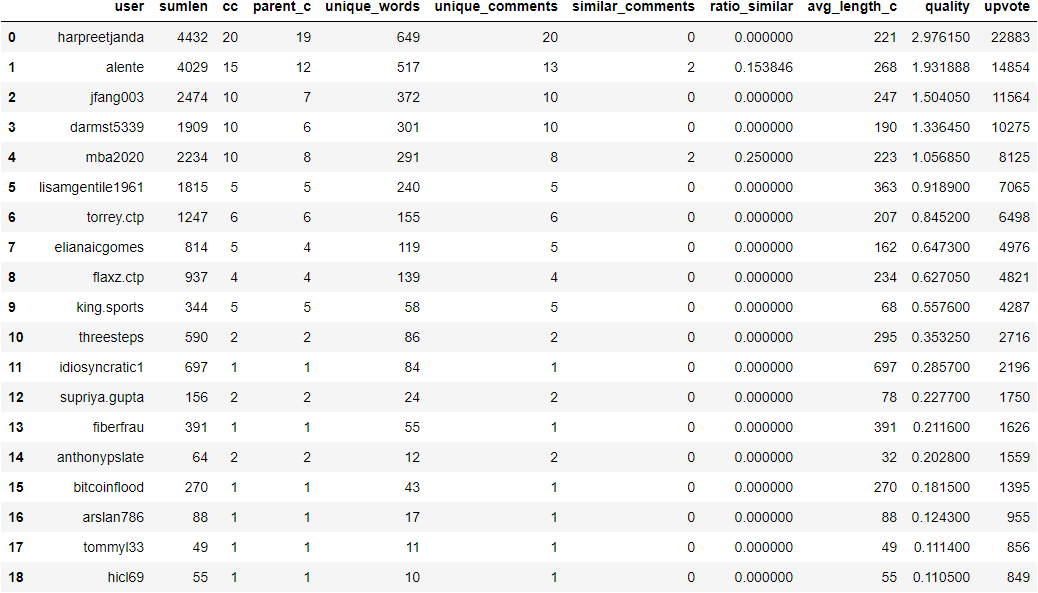 user sumlen cc parent_c unique_words unique_comments similar_comments ratio_similar avg_length_c quality upvote
0 harpreetjanda 4432 20 19 649 20 0 0.000000 221 2.976150 22883
1 alente 4029 15 12 517 13 2 0.153846 268 1.931888 14854
2 jfang003 2474 10 7 372 10 0 0.000000 247 1.504050 11564
3 darmst5339 1909 10 6 301 10 0 0.000000 190 1.336450 10275
4 mba2020 2234 10 8 291 8 2 0.250000 223 1.056850 8125
5 lisamgentile1961 1815 5 5 240 5 0 0.000000 363 0.918900 7065
6 torrey.ctp 1247 6 6 155 6 0 0.000000 207 0.845200 6498
7 elianaicgomes 814 5 4 119 5 0 0.000000 162 0.647300 4976
8 flaxz.ctp 937 4 4 139 4 0 0.000000 234 0.627050 4821
9 king.sports 344 5 5 58 5 0 0.000000 68 0.557600 4287
10 threesteps 590 2 2 86 2 0 0.000000 295 0.353250 2716
11 idiosyncratic1 697 1 1 84 1 0 0.000000 697 0.285700 2196
12 supriya.gupta 156 2 2 24 2 0 0.000000 78 0.227700 1750
13 fiberfrau 391 1 1 55 1 0 0.000000 391 0.211600 1626
14 anthonypslate 64 2 2 12 2 0 0.000000 32 0.202800 1559
15 bitcoinflood 270 1 1 43 1 0 0.000000 270 0.181500 1395
16 arslan786 88 1 1 17 1 0 0.000000 88 0.124300 955
17 tommyl33 49 1 1 11 1 0 0.000000 49 0.111400 856
18 hicl69 55 1 1 10 1 0 0.000000 55 0.110500 849